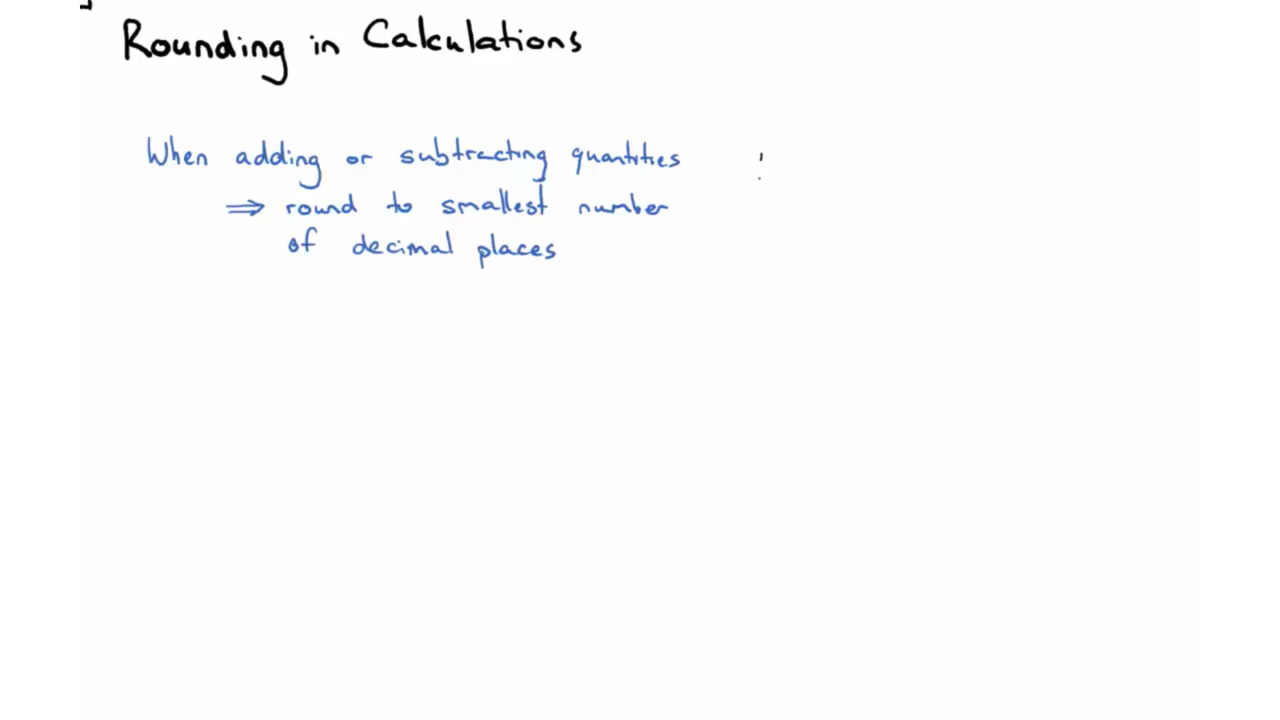 Rounding in Calculations
When adding or subtracting quantities
⇒ round to smallest number
of decimal places